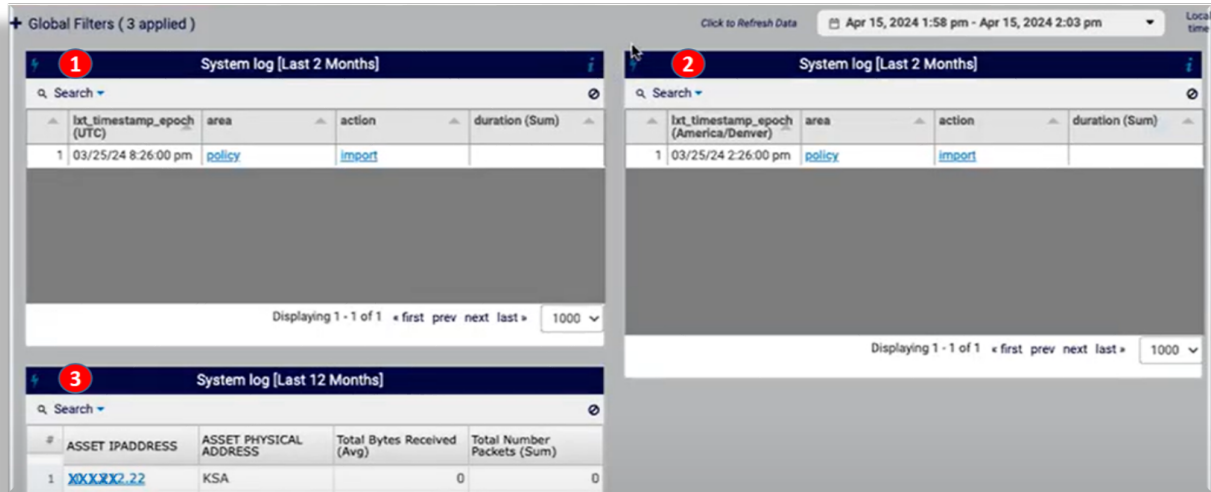 Global Filters ( 3 applied )
Click to Refresh Data
Apr 15, 2024 1:58 pm - Apr 15, 2024 2:03 pm
Local
time
1
System log [Last 2 Months]
i
Search
lxt_timestamp_epoch
(UTC)
area
action
duration (Sum)
1 03/25/24 8:26:00 pm policy import
Displaying 1 - 1 of 1 « first prev next last » 1000
2
System log [Last 2 Months]
i
Search
lxt_timestamp_epoch
(America/Denver)
area
action
duration (Sum)
1 03/25/24 2:26:00 pm policy import
Displaying 1 - 1 of 1 « first prev next last » 1000
3
System log [Last 12 Months]
Search
#
ASSET IPADDRESS
ASSET PHYSICAL
ADDRESS
Total Bytes Received
(Avg)
Total Number
Packets (Sum)
1 2.22 KSA 0 0